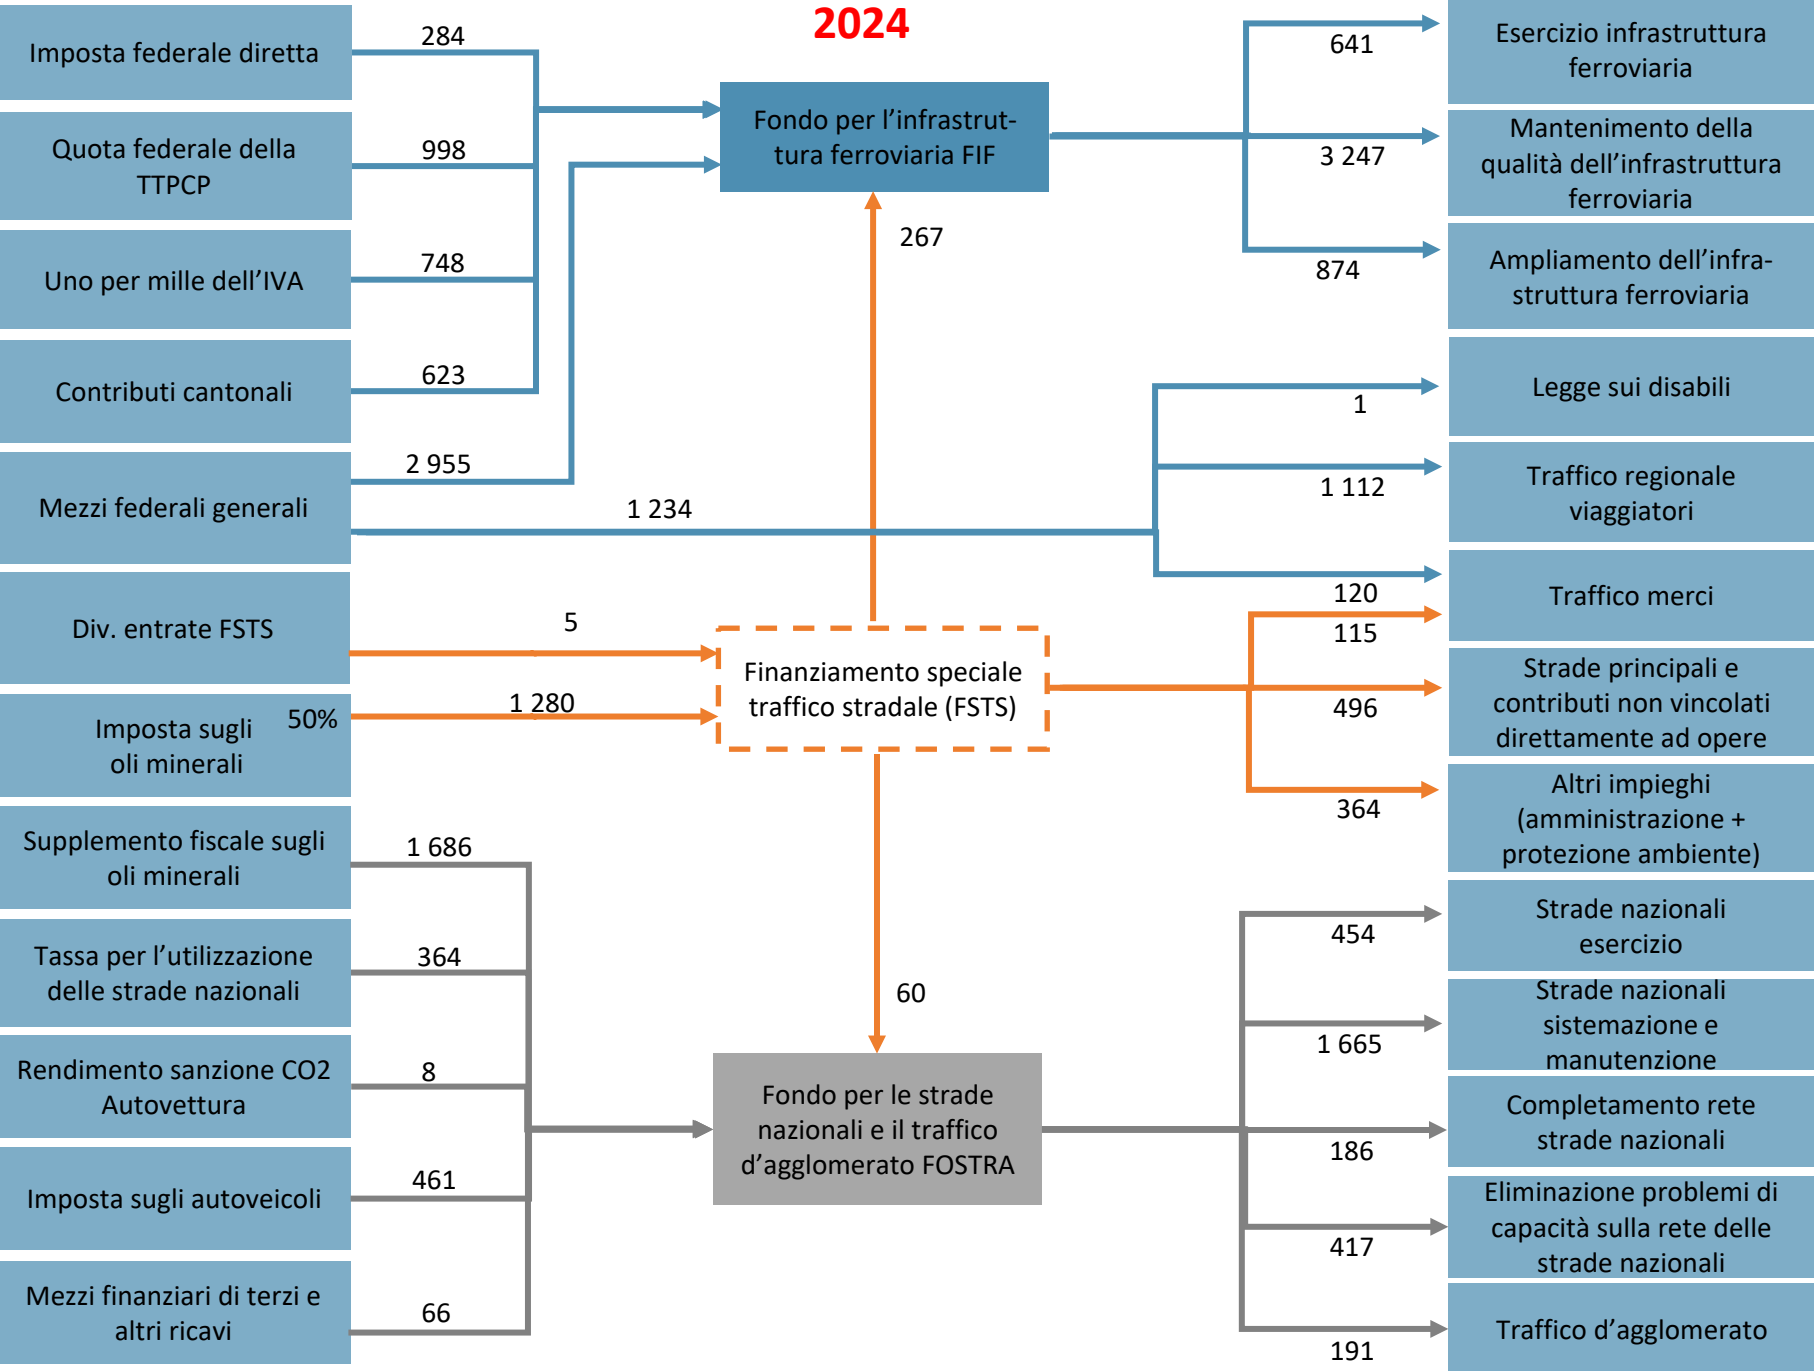 2024
Imposta federale diretta
284
Quota federale della
TTPCP
998
Uno per mille dell’IVA
748
Contributi cantonali
623
Mezzi federali generali
2 955
1 234
Div. entrate FSTS
5
Imposta sugli
oli minerali
50%
1 280
Supplemento fiscale sugli
oli minerali
1 686
Tassa per l’utilizzazione
delle strade nazionali
364
Rendimento sanzione CO2
Autovettura
8
Imposta sugli autoveicoli
461
Mezzi finanziari di terzi e
altri ricavi
66
Fondo per l’infrastrut-
tura ferroviaria FIF
267
Finanziamento speciale
traffico stradale (FSTS)
60
Fondo per le strade
nazionali e il traffico
d’agglomerato FOSTRA
641
Esercizio infrastruttura
ferroviaria
3 247
Mantenimento della
qualità dell’infrastruttura
ferroviaria
874
Ampliamento dell’infra-
struttura ferroviaria
1
Legge sui disabili
1 112
Traffico regionale
viaggiatori
120
115
Traffico merci
496
Strade principali e
contributi non vincolati
direttamente ad opere
364
Altri impieghi
(amministrazione +
protezione ambiente)
454
Strade nazionali
esercizio
1 665
Strade nazionali
sistemazione e
manutenzione
186
Completamento rete
strade nazionali
417
Eliminazione problemi di
capacità sulla rete delle
strade nazionali
191
Traffico d’agglomerato